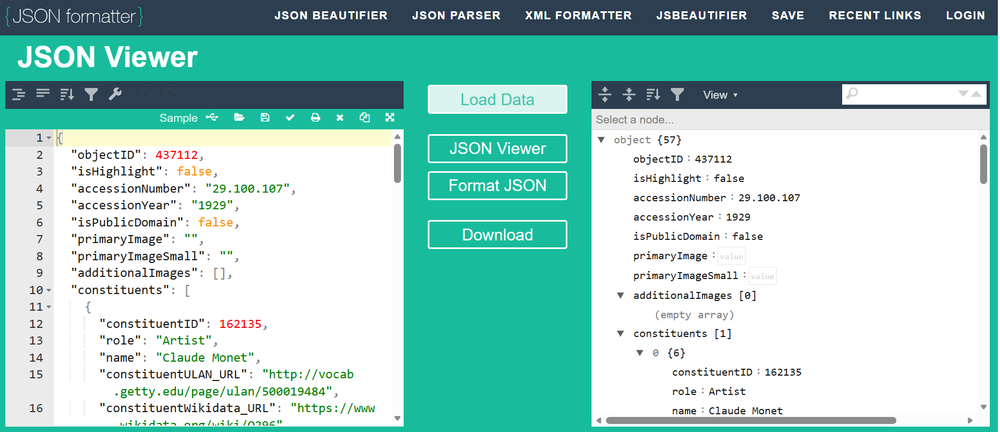 {JSON formatter}
JSON BEAUTIFIER JSON PARSER XML FORMATTER JSBEAUTIFIER SAVE RECENT LINKS LOGIN
JSON Viewer
Sample
1 {
2 "objectID": 437112,
3 "isHighlight": false,
4 "accessionNumber": "29.100.107",
5 "accessionYear": "1929",
6 "isPublicDomain": false,
7 "primaryImage": "",
8 "primaryImageSmall": "",
9 "additionalImages": [],
10 "constituents": [
11 {
12 "constituentID": 162135,
13 "role": "Artist",
14 "name": "Claude Monet",
15 "constituentULAN_URL": "http://vocab
.getty.edu/page/ulan/500019484",
16 "constituentWikidata_URL": "https://www
.wikidata.org/wiki/Q296"
Load Data
JSON Viewer
Format JSON
Download
View
Select a node...
object {57}
objectID : 437112
isHighlight : false
accessionNumber : 29.100.107
accessionYear : 1929
isPublicDomain : false
primaryImage : value
primaryImageSmall : value
additionalImages [0]
(empty array)
constituents [1]
0 {6}
constituentID : 162135
role : Artist
name : Claude Monet